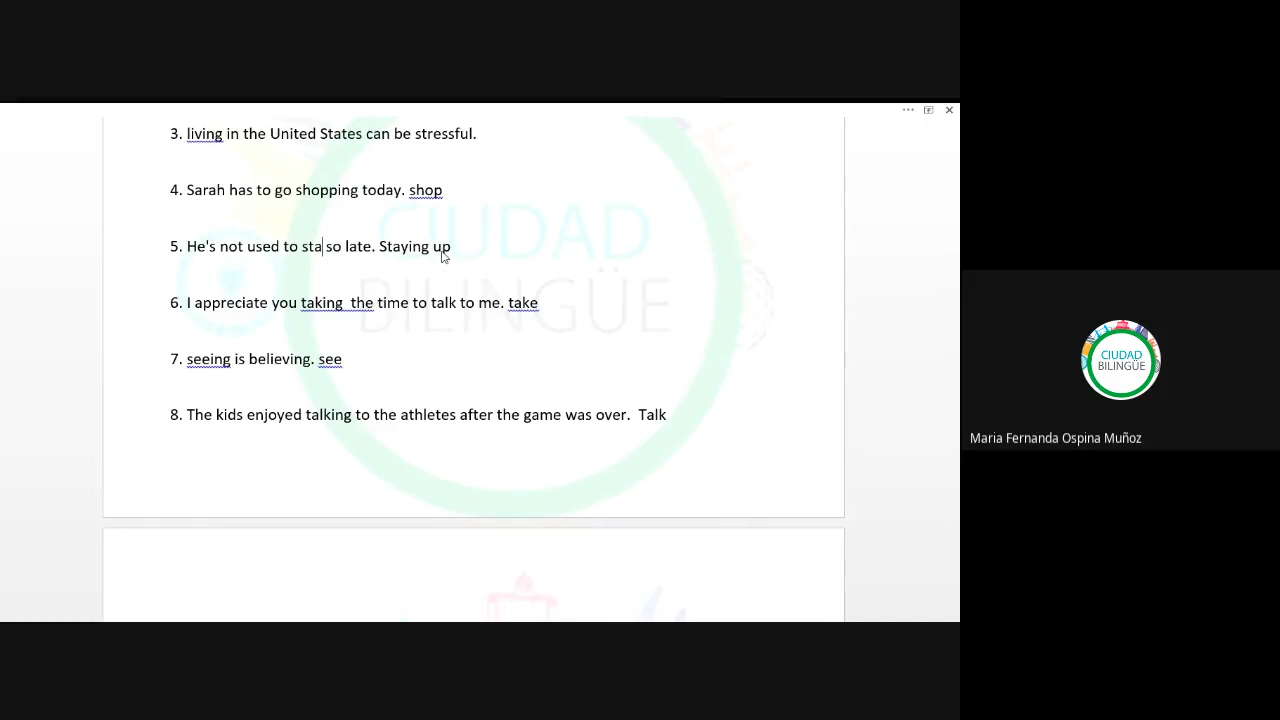 3. living in the United States can be stressful.
4. Sarah has to go shopping today. shop
5. He's not used to sta so late. Staying up
6. I appreciate you taking  the time to talk to me. take
7. seeing is believing. see
8. The kids enjoyed talking to the athletes after the game was over.  Talk
CIUDAD
BILINGÜE
CIUDAD
BILINGÜE
Maria Fernanda Ospina Muñoz